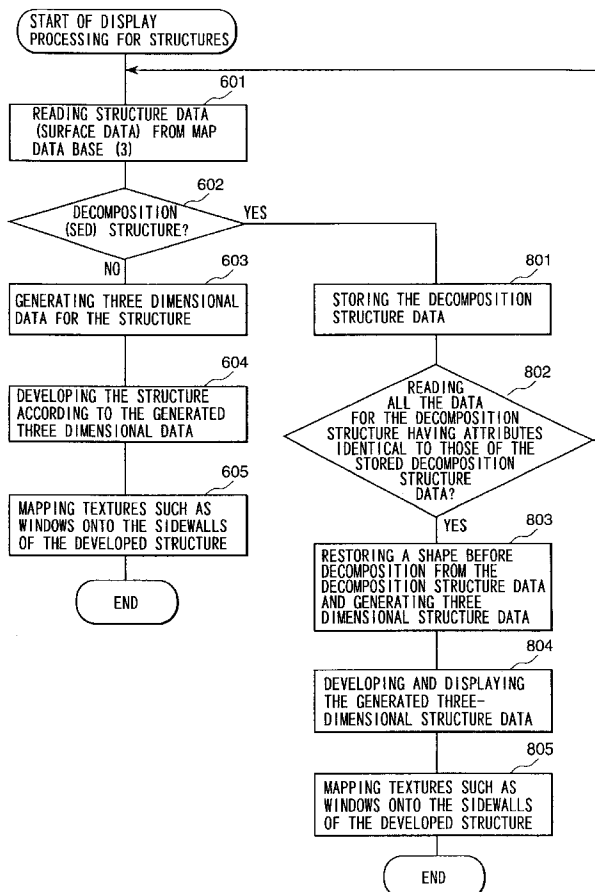 START OF DISPLAY
PROCESSING FOR STRUCTURES
601
READING STRUCTURE DATA
(SURFACE DATA) FROM MAP
DATA BASE (3)
602
DECOMPOSITION
(SED) STRUCTURE?
YES
NO
603
GENERATING THREE DIMENSIONAL
DATA FOR THE STRUCTURE
604
DEVELOPING THE STRUCTURE
ACCORDING TO THE GENERATED
THREE DIMENSIONAL DATA
605
MAPPING TEXTURES SUCH AS
WINDOWS ONTO THE SIDEWALLS
OF THE DEVELOPED STRUCTURE
END
801
STORING THE DECOMPOSITION
STRUCTURE DATA
802
READING
ALL THE DATA
FOR THE DECOMPOSITION
STRUCTURE HAVING ATTRIBUTES
IDENTICAL TO THOSE OF THE
STORED DECOMPOSITION
STRUCTURE
DATA?
YES
803
RESTORING A SHAPE BEFORE
DECOMPOSITION FROM THE
DECOMPOSITION STRUCTURE DATA
AND GENERATING THREE
DIMENSIONAL STRUCTURE DATA
804
DEVELOPING AND DISPLAYING
THE GENERATED THREE-
DIMENSIONAL STRUCTURE DATA
805
MAPPING TEXTURES SUCH AS
WINDOWS ONTO THE SIDEWALLS
OF THE DEVELOPED STRUCTURE
END